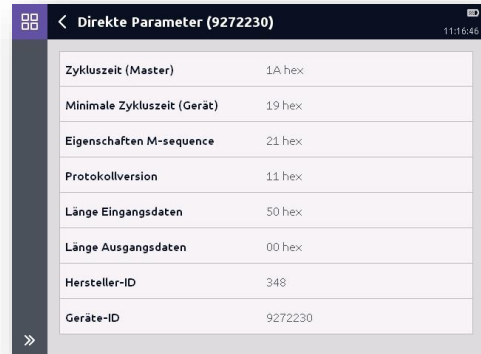 Direkte Parameter (9272230)
11:16:46
Zykluszeit (Master) 1A hex
Minimale Zykluszeit (Gerät) 19 hex
Eigenschaften M-sequence 21 hex
Protokollversion 11 hex
Länge Eingangsdaten 50 hex
Länge Ausgangsdaten 00 hex
Hersteller-ID 348
Geräte-ID 9272230